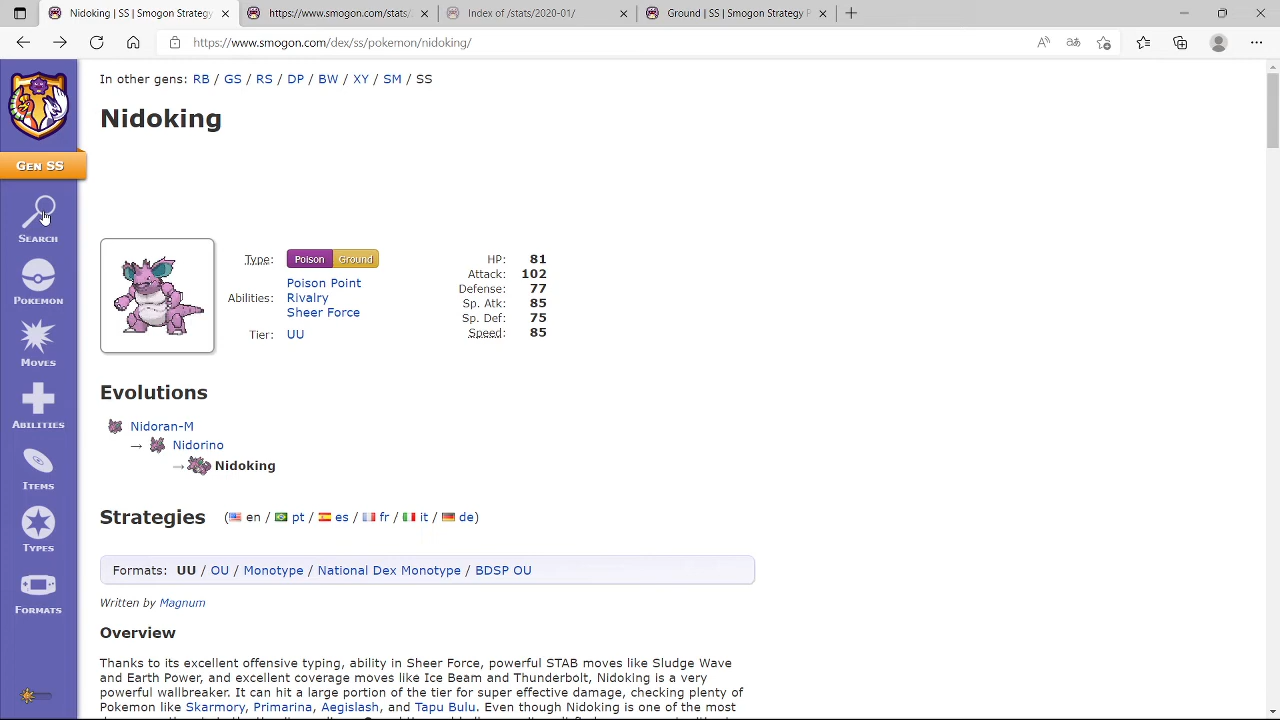 Nidoking | SS | Smogon Strategy
https://www.smogon.com/stats/
Index of /stats/2020-01/
Ground | SS | Smogon Strategy P
https://www.smogon.com/dex/ss/pokemon/nidoking/
In other gens: RB / GS / RS / DP / BW / XY / SM / SS
Nidoking
GEN SS
SEARCH
POKEMON
MOVES
ABILITIES
ITEMS
TYPES
FORMATS
Type: Poison Ground
Abilities: Poison Point
Rivalry
Sheer Force
Tier: UU
HP: 81
Attack: 102
Defense: 77
Sp. Atk: 85
Sp. Def: 75
Speed: 85
Evolutions
Nidoran-M
→ Nidorino
→ Nidoking
Strategies (en / pt / es / fr / it / de)
Formats: UU / OU / Monotype / National Dex Monotype / BDSP OU
Written by Magnum
Overview
Thanks to its excellent offensive typing, ability in Sheer Force, powerful STAB moves like Sludge Wave
and Earth Power, and excellent coverage moves like Ice Beam and Thunderbolt, Nidoking is a very
powerful wallbreaker. It can hit a large portion of the tier for super effective damage, checking plenty of
Pokemon like Skarmory, Primarina, Aegislash, and Tapu Bulu. Even though Nidoking is one of the most